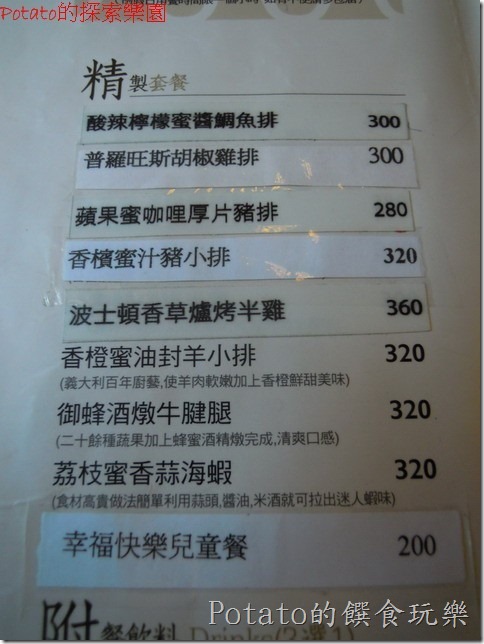 Potato的探索樂園
精製套餐
酸辣檸檬蜜醬鯛魚排 300
普羅旺斯胡椒雞排 300
蘋果蜜咖哩厚片豬排 280
香檳蜜汁豬小排 320
波士頓香草爐烤半雞 360
香橙蜜油封羊小排 320
(義大利百年廚藝,使羊肉軟嫩加上香橙鮮甜美味)
御蜂酒燉牛腱腿 320
(二十餘種蔬果加上蜂蜜酒精燉完成,清爽口感)
荔枝蜜香蒜海蝦 320
(食材高貴做法簡單利用蒜頭,醬油,米酒就可拉出迷人蝦味)
幸福快樂兒童餐 200
附餐飲料 Drinks(2選1)
Potato的饌食玩樂